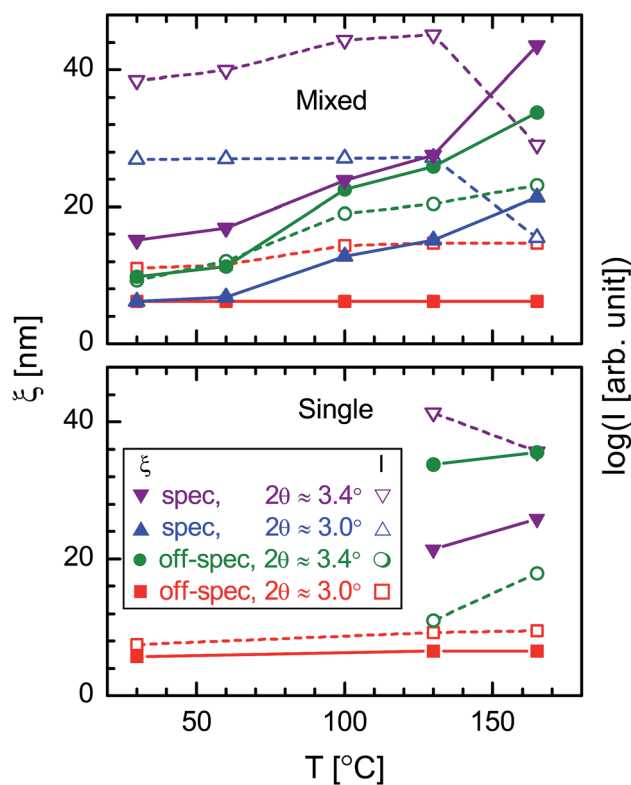 Mixed
40
20
0
ξ [nm]
log(I [arb. unit])
Single
40
20
0
ξ I
spec, 2θ ≈ 3.4°
spec, 2θ ≈ 3.0°
off-spec, 2θ ≈ 3.4°
off-spec, 2θ ≈ 3.0°
50 100 150
T [°C]